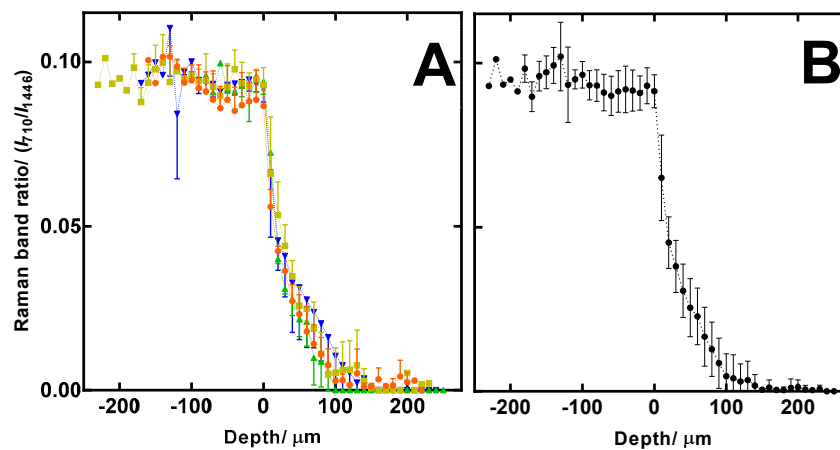 A
B
0.10
0.05
0.00
Raman band ratio/ (I710/I1446)
-200 -100 0 100 200
-200 -100 0 100 200
Depth/ μm
Depth/ μm